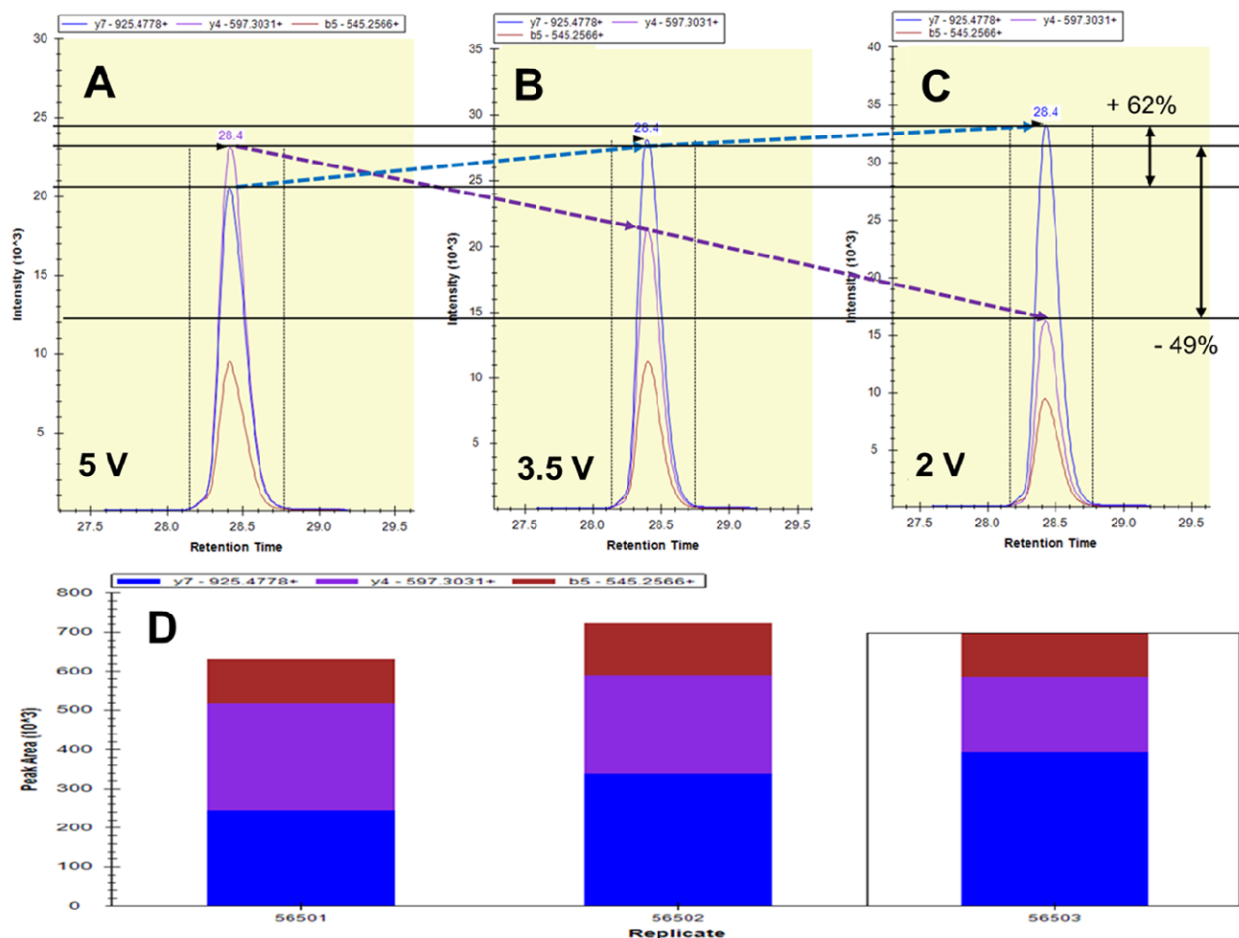 y7 - 925.4778+ y4 - 597.3031+ b5 - 545.2566+
30
25
20
15
10
5
Intensity (10^3)
A
28.4
5 V
27.5 28.0 28.5 29.0 29.5
Retention Time
y7 - 925.4778+ y4 - 597.3031+
b5 - 545.2566+
35
30
25
20
15
10
5
Intensity (10^3)
B
28.4
3.5 V
27.5 28.0 28.5 29.0 29.5
Retention Time
y7 - 925.4778+ y4 - 597.3031+
b5 - 545.2566+
40
35
30
25
20
15
10
5
Intensity (10^3)
C
28.4
+ 62%
- 49%
2 V
27.5 28.0 28.5 29.0 29.5
Retention Time
y7 - 925.4778+ y4 - 597.3031+ b5 - 545.2566+
D
800
700
600
500
400
300
200
100
0
Peak Area (10^3)
56501 56502 56503
Replicate